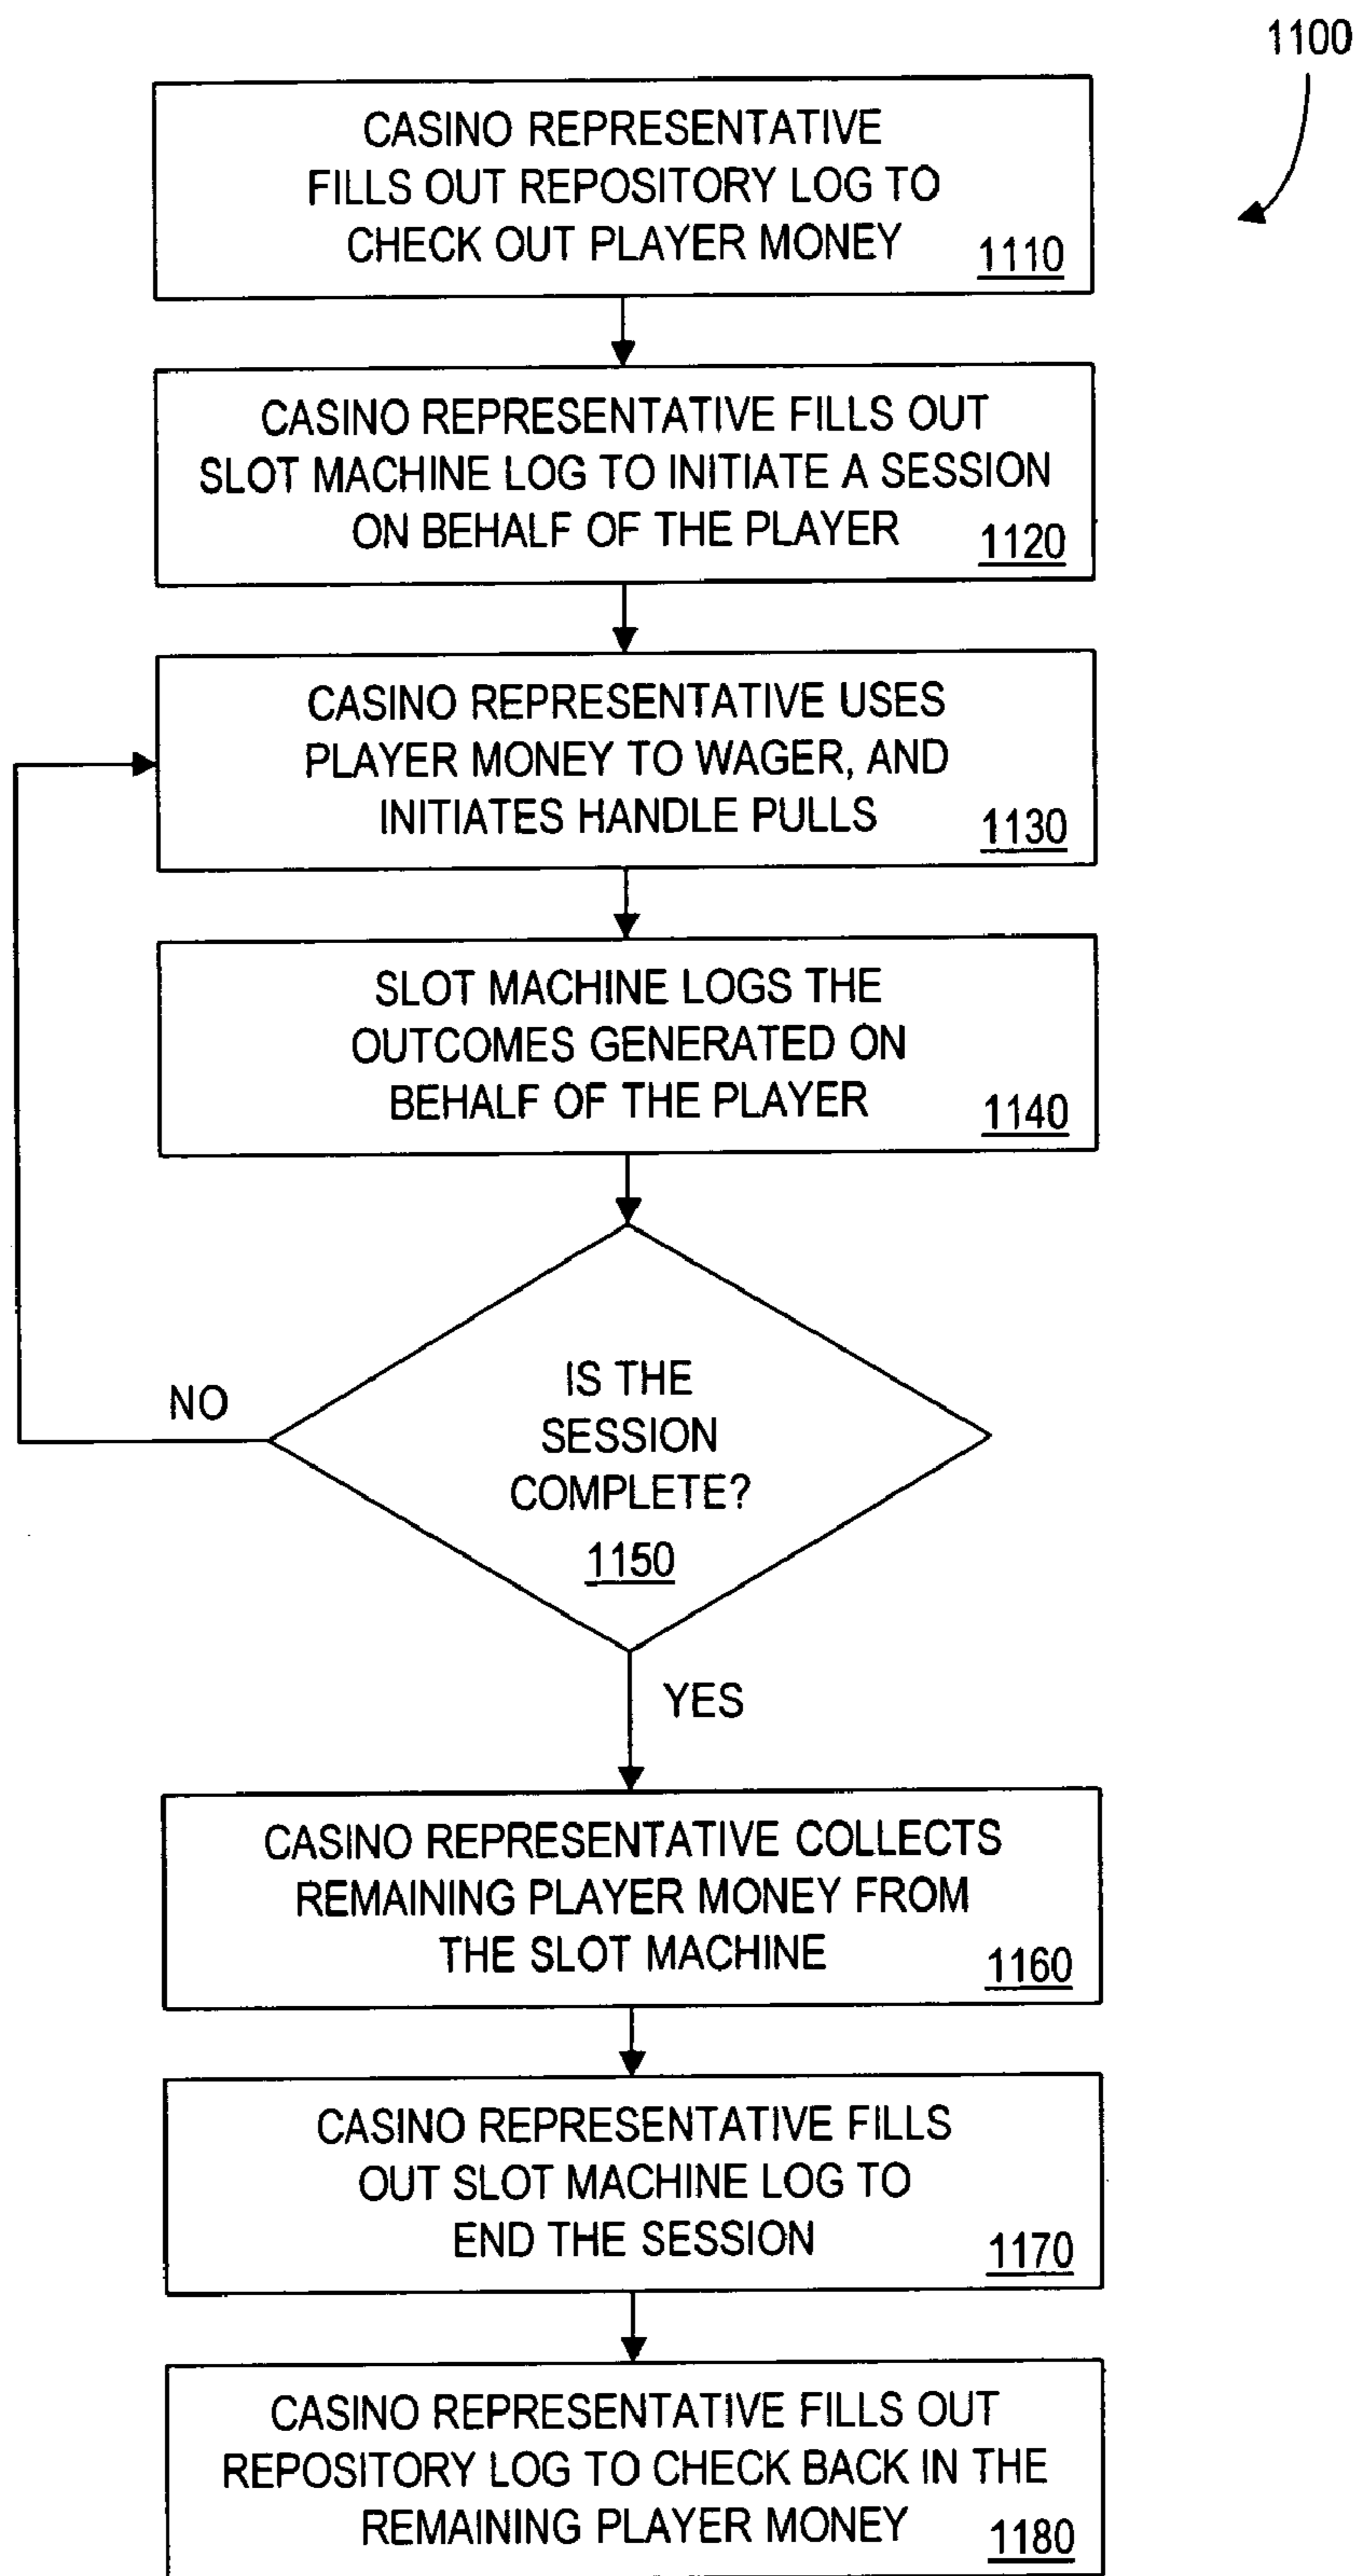 1100
CASINO REPRESENTATIVE
FILLS OUT REPOSITORY LOG TO
CHECK OUT PLAYER MONEY
1110
CASINO REPRESENTATIVE FILLS OUT
SLOT MACHINE LOG TO INITIATE A SESSION
ON BEHALF OF THE PLAYER
1120
CASINO REPRESENTATIVE USES
PLAYER MONEY TO WAGER, AND
INITIATES HANDLE PULLS
1130
SLOT MACHINE LOGS THE
OUTCOMES GENERATED ON
BEHALF OF THE PLAYER
1140
IS THE
NO
SESSION
COMPLETE?
1150
YES
CASINO REPRESENTATIVE COLLECTS
REMAINING PLAYER MONEY FROM
THE SLOT MACHINE
1160
CASINO REPRESENTATIVE FILLS
OUT SLOT MACHINE LOG TO
END THE SESSION
1170
CASINO REPRESENTATIVE FILLS OUT
REPOSITORY LOG TO CHECK BACK IN THE
REMAINING PLAYER MONEY
1180